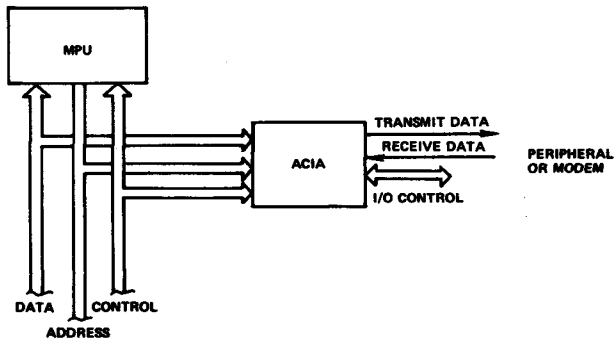 MPU
TRANSMIT DATA
RECEIVE DATA
ACIA
PERIPHERAL
OR MODEM
I/O CONTROL
DATA
CONTROL
ADDRESS